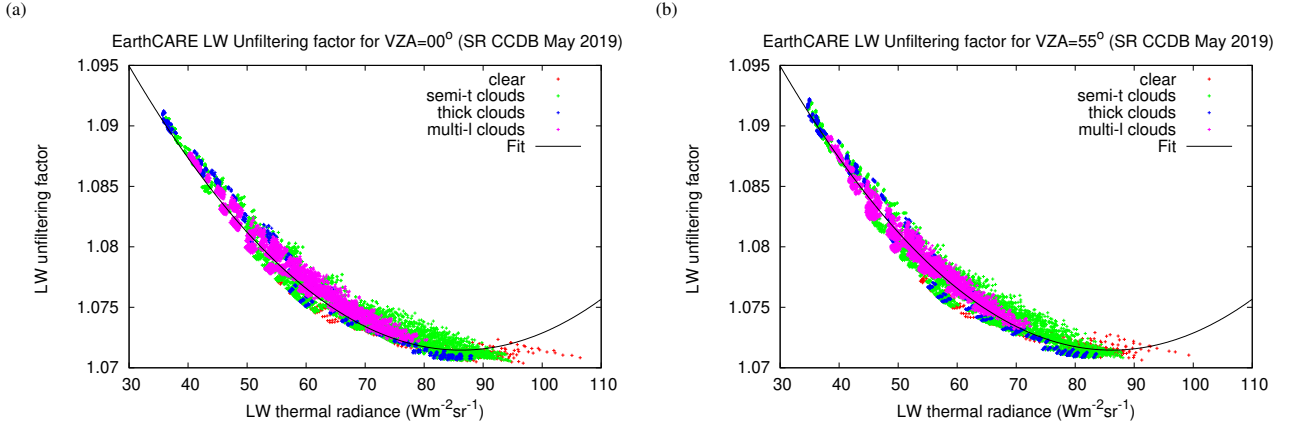 (a)
EarthCARE LW Unfiltering factor for VZA=00° (SR CCDB May 2019)
LW unfiltering factor
1.095
1.09
1.085
1.08
1.075
1.07
clear
semi-t clouds
thick clouds
multi-l clouds
Fit
30 40 50 60 70 80 90 100 110
LW thermal radiance (Wm⁻²sr⁻¹)
(b)
EarthCARE LW Unfiltering factor for VZA=55° (SR CCDB May 2019)
LW unfiltering factor
1.095
1.09
1.085
1.08
1.075
1.07
clear
semi-t clouds
thick clouds
multi-l clouds
Fit
30 40 50 60 70 80 90 100 110
LW thermal radiance (Wm⁻²sr⁻¹)